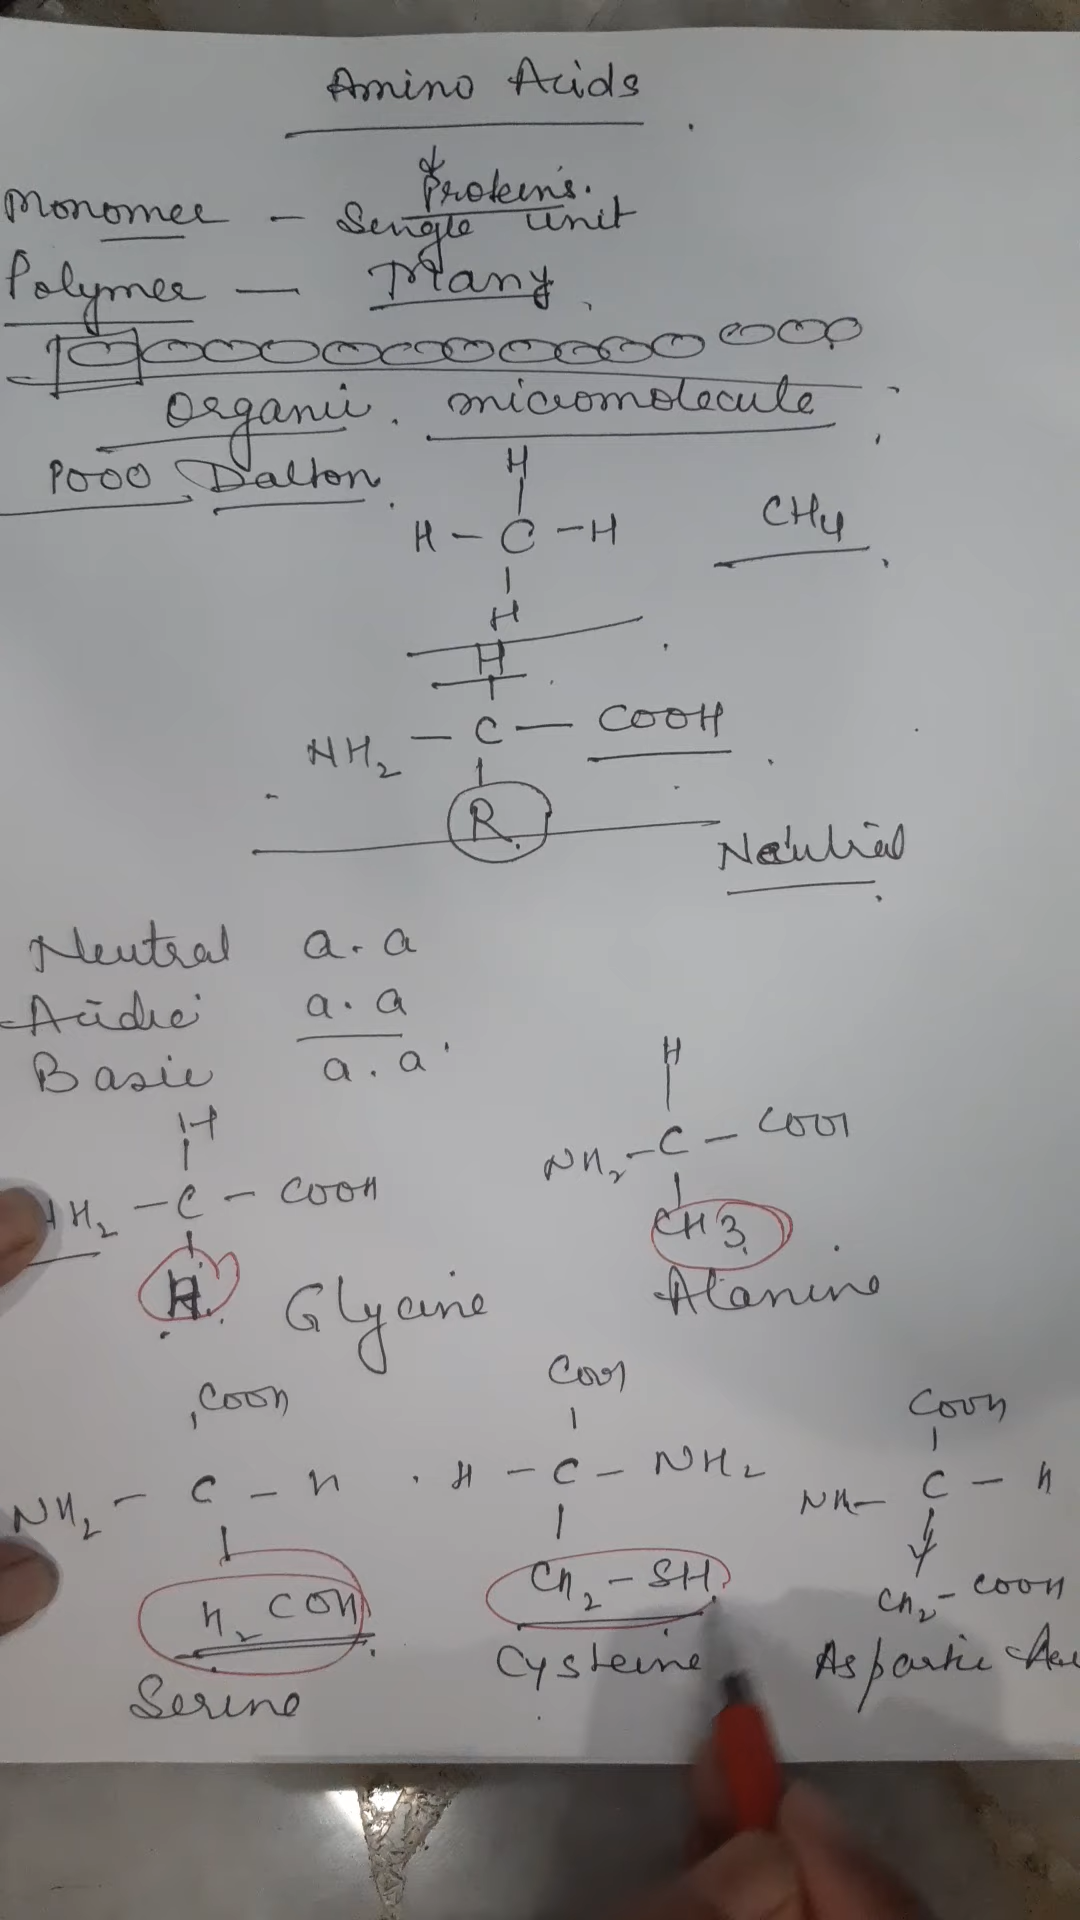 Amino Acids
& Proteins.
Monomer - Single unit
Polymer - Many
Organic micromolecule
1000 Dalton.
H
H - C - H
CH4
H
H
NH2 - C - COOH
R
Neutral
Neutral a.a
Acidic a.a
Basic a.a
H
H
NH2 - C - COOH
H2 - C - COOH
CH3
H.
Glycine
Alanine
COOH
COOH
COOH
NH2 - C - H
H - C - NH2
NH - C - H
H2COH
CH2 - SH
CH2 - COOH
Serine
Cysteine
Aspartic